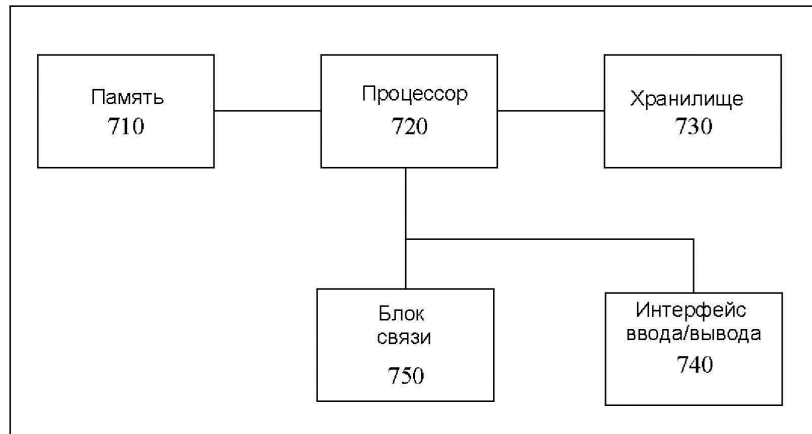 Память
710
Процессор
720
Хранилище
730
Блок
связи
750
Интерфейс
ввода/вывода
740